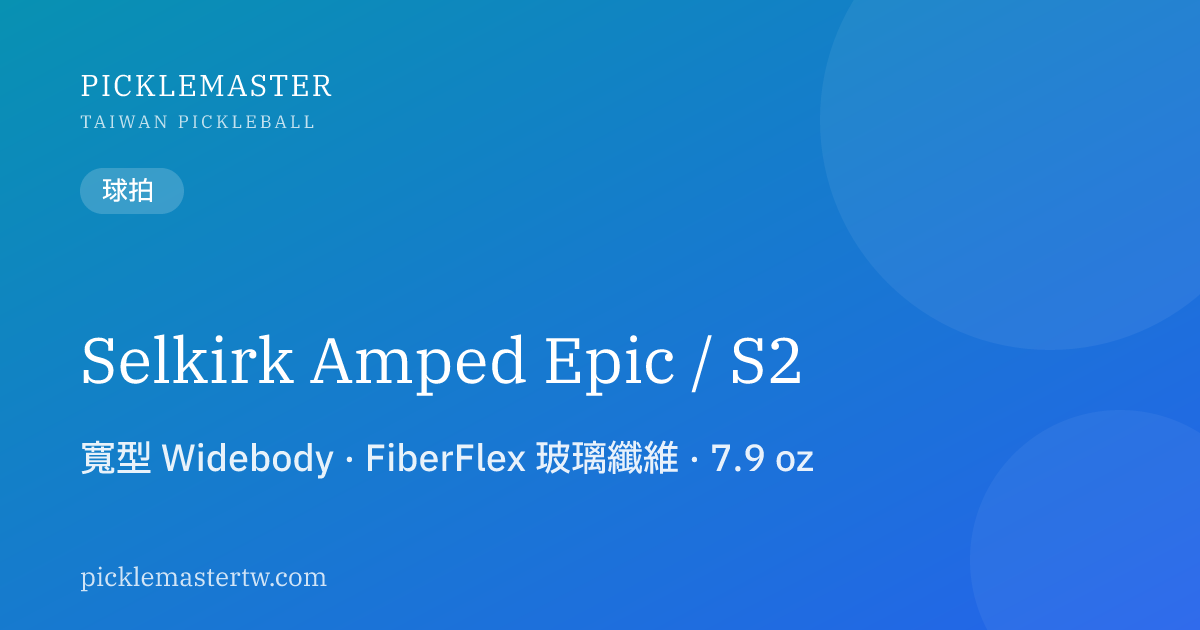 PICKLEMASTER
TAIWAN PICKLEBALL
球拍
Selkirk Amped Epic / S2
寬型 Widebody · FiberFlex 玻璃纖維 · 7.9 oz
picklemastertw.com